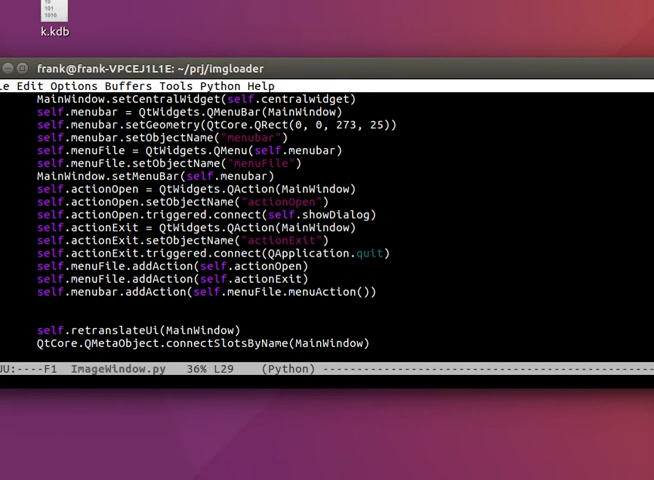 10
101
1010
k.kdb
frank@frank-VPCEJ1L1E: ~/prj/imgloader
le Edit Options Buffers Tools Python Help
MainWindow.setCentralWidget(self.centralwidget)
self.menubar = QtWidgets.QMenuBar(MainWindow)
self.menubar.setGeometry(QtCore.QRect(0, 0, 273, 25))
self.menubar.setObjectName("menubar")
self.menuFile = QtWidgets.QMenu(self.menubar)
self.menuFile.setObjectName("menuFile")
MainWindow.setMenuBar(self.menubar)
self.actionOpen = QtWidgets.QAction(MainWindow)
self.actionOpen.setObjectName("actionOpen")
self.actionOpen.triggered.connect(self.showDialog)
self.actionExit = QtWidgets.QAction(MainWindow)
self.actionExit.setObjectName("actionExit")
self.actionExit.triggered.connect(QApplication.quit)
self.menuFile.addAction(self.actionOpen)
self.menuFile.addAction(self.actionExit)
self.menubar.addAction(self.menuFile.menuAction())
self.retranslateUi(MainWindow)
QtCore.QMetaObject.connectSlotsByName(MainWindow)
UU:----F1 ImageWindow.py 36% L29 (Python) ----------------------------------------